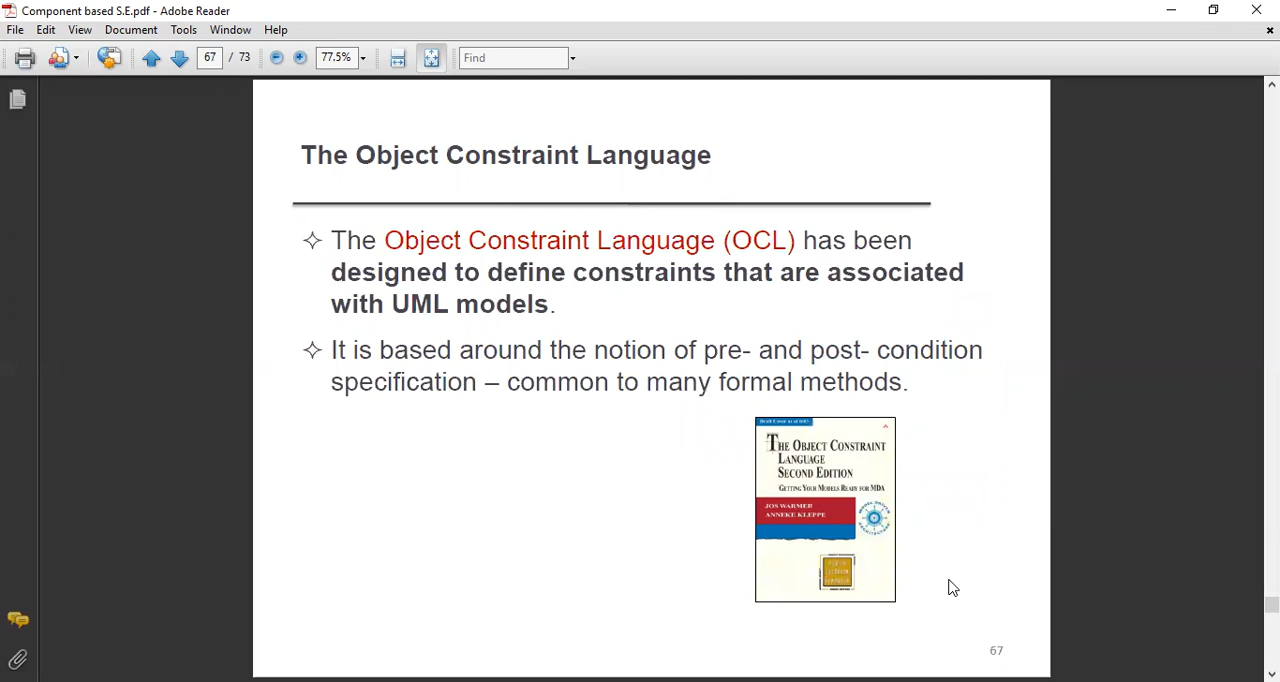 Component based S.E.pdf - Adobe Reader
File Edit View Document Tools Window Help
67 / 73 77.5% Find
The Object Constraint Language
The Object Constraint Language (OCL) has been
designed to define constraints that are associated
with UML models.
It is based around the notion of pre- and post- condition
specification – common to many formal methods.
THE OBJECT CONSTRAINT
LANGUAGE
SECOND EDITION
GETTING YOUR MODELS READY FOR MDA
JOS WARMER
ANNEKE KLEPPE
67